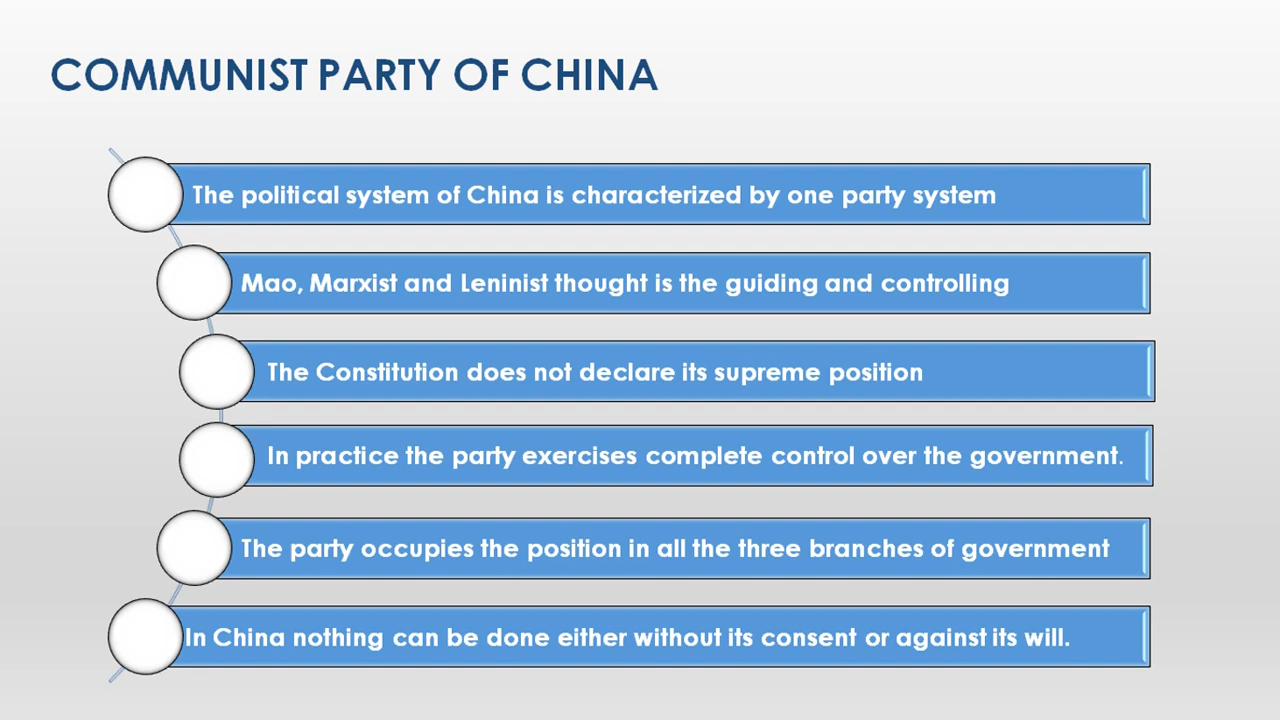 COMMUNIST PARTY OF CHINA
The political system of China is characterized by one party system
Mao, Marxist and Leninist thought is the guiding and controlling
The Constitution does not declare its supreme position
In practice the party exercises complete control over the government.
The party occupies the position in all the three branches of government
In China nothing can be done either without its consent or against its will.